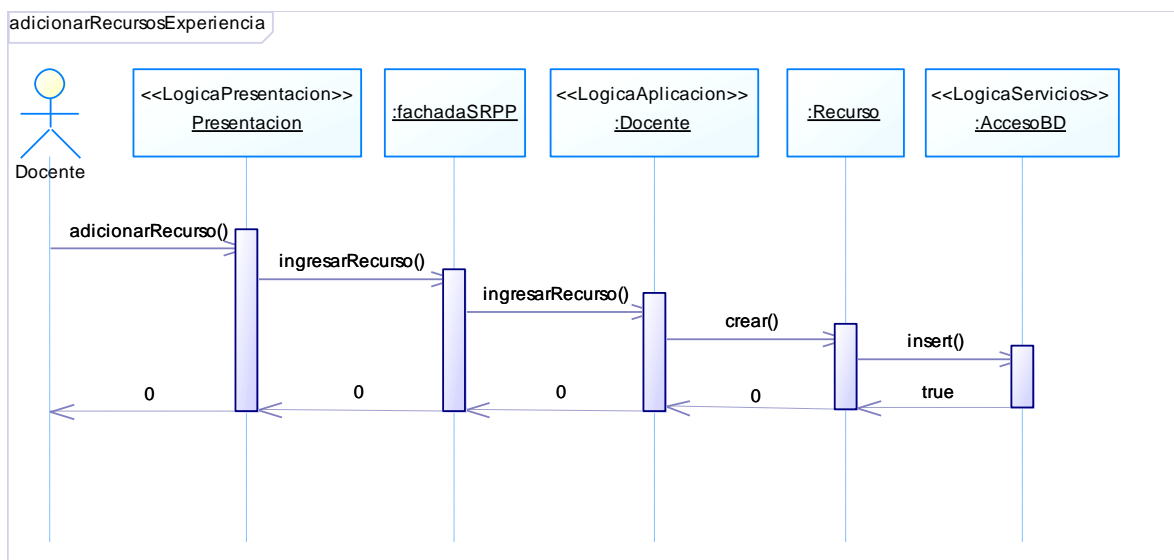 adicionarRecursosExperiencia
Docente
<<LogicaPresentacion>>
Presentacion
:fachadaSRPP
<<LogicaAplicacion>>
:Docente
:Recurso
<<LogicaServicios>>
:AccesoBD
adicionarRecurso()
ingresarRecurso()
ingresarRecurso()
crear()
insert()
0
0
0
0
true